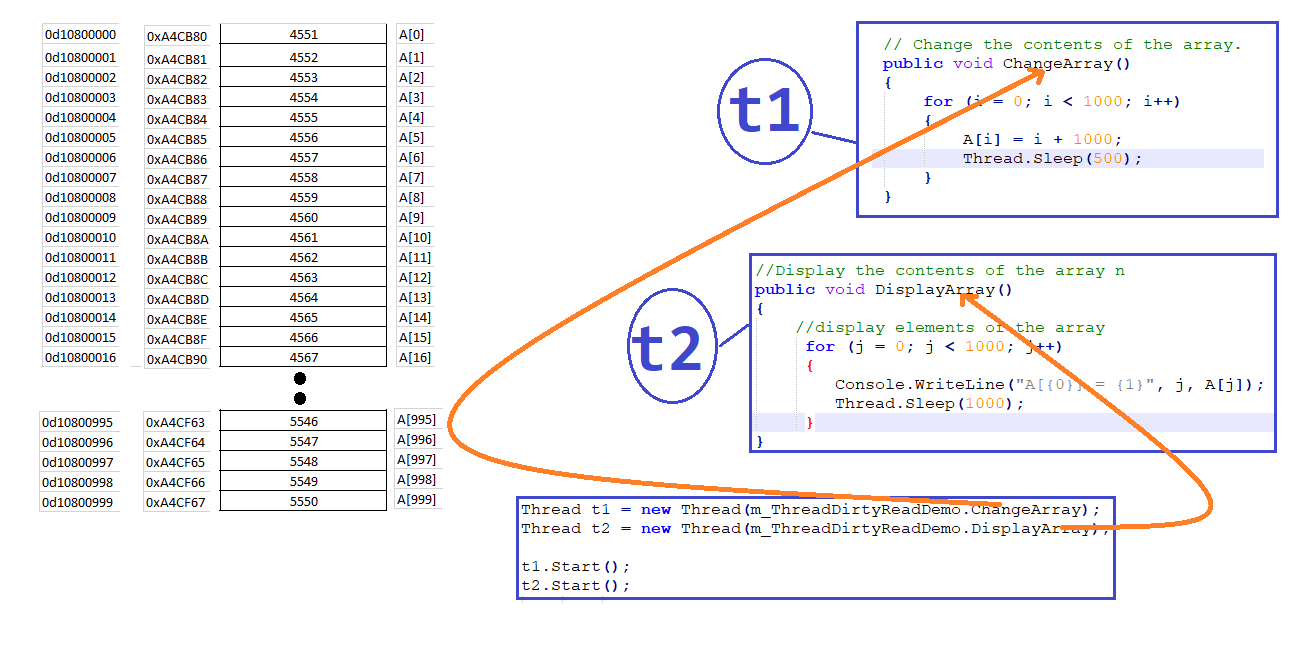 0d10800000 0xA4CB80 4551 A[0]
0d10800001 0xA4CB81 4552 A[1]
0d10800002 0xA4CB82 4553 A[2]
0d10800003 0xA4CB83 4554 A[3]
0d10800004 0xA4CB84 4555 A[4]
0d10800005 0xA4CB85 4556 A[5]
0d10800006 0xA4CB86 4557 A[6]
0d10800007 0xA4CB87 4558 A[7]
0d10800008 0xA4CB88 4559 A[8]
0d10800009 0xA4CB89 4560 A[9]
0d10800010 0xA4CB8A 4561 A[10]
0d10800011 0xA4CB8B 4562 A[11]
0d10800012 0xA4CB8C 4563 A[12]
0d10800013 0xA4CB8D 4564 A[13]
0d10800014 0xA4CB8E 4565 A[14]
0d10800015 0xA4CB8F 4566 A[15]
0d10800016 0xA4CB90 4567 A[16]
0d10800995 0xA4CF63 5546 A[995]
0d10800996 0xA4CF64 5547 A[996]
0d10800997 0xA4CF65 5548 A[997]
0d10800998 0xA4CF66 5549 A[998]
0d10800999 0xA4CF67 5550 A[999]
t1
// Change the contents of the array.
public void ChangeArray()
{
for (i = 0; i < 1000; i++)
{
A[i] = i + 1000;
Thread.Sleep(500);
}
}
t2
//Display the contents of the array n
public void DisplayArray()
{
//display elements of the array
for (j = 0; j < 1000; j++)
{
Console.WriteLine("A[{0}] = {1}", j, A[j]);
Thread.Sleep(1000);
}
}
Thread t1 = new Thread(m_ThreadDirtyReadDemo.ChangeArray);
Thread t2 = new Thread(m_ThreadDirtyReadDemo.DisplayArray);
t1.Start();
t2.Start();